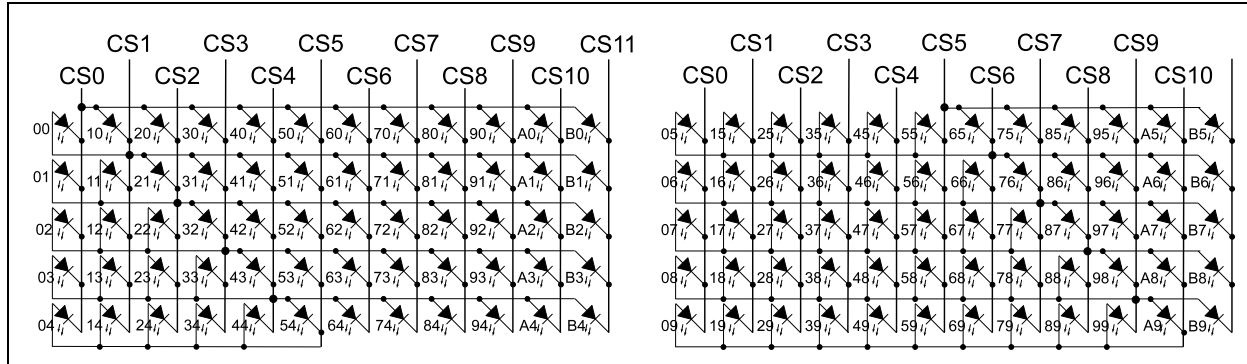 CS1 CS3 CS5 CS7 CS9 CS11 CS1 CS3 CS5 CS7 CS9
CS0 CS2 CS4 CS6 CS8 CS10 CS0 CS2 CS4 CS6 CS8 CS10
00 10 20 30 40 50 60 70 80 90 A0 B0 05 15 25 35 45 55 65 75 85 95 A5 B5
01 11 21 31 41 51 61 71 81 91 A1 B1 06 16 26 36 46 56 66 76 86 96 A6 B6
02 12 22 32 42 52 62 72 82 92 A2 B2 07 17 27 37 47 57 67 77 87 97 A7 B7
03 13 23 33 43 53 63 73 83 93 A3 B3 08 18 28 38 48 58 68 78 88 98 A8 B8
04 14 24 34 44 54 64 74 84 94 A4 B4 09 19 29 39 49 59 69 79 89 99 A9 B9